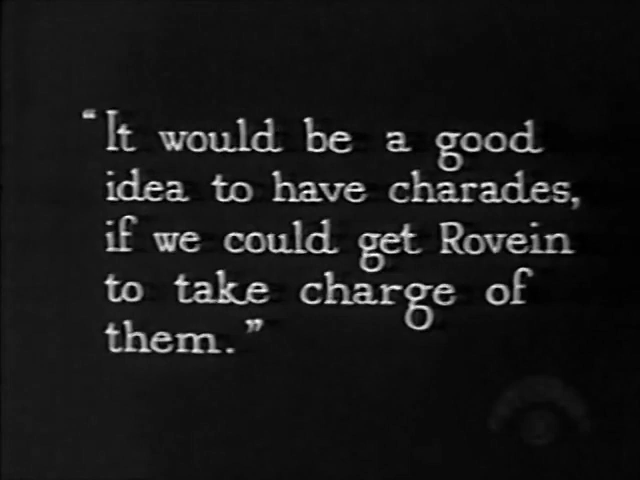 "It would be a good
idea to have charades,
if we could get Rovein
to take charge of
them."